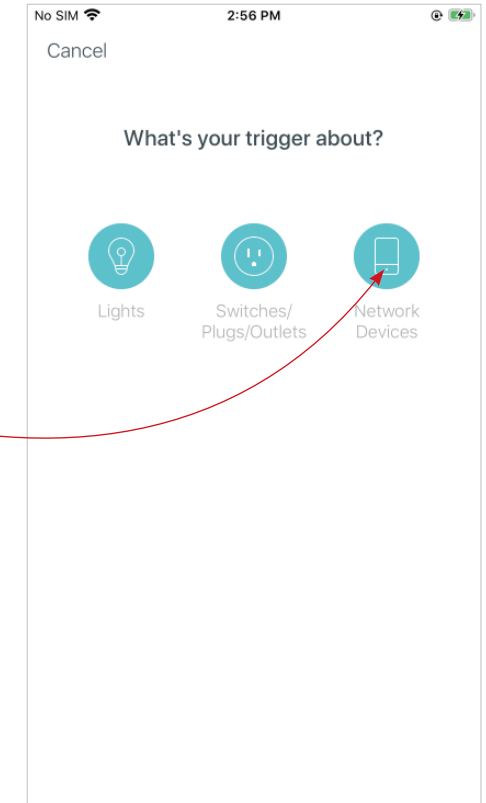 No SIM 2:56 PM
Cancel
What's your trigger about?
Lights
Switches/
Plugs/Outlets
Network
Devices